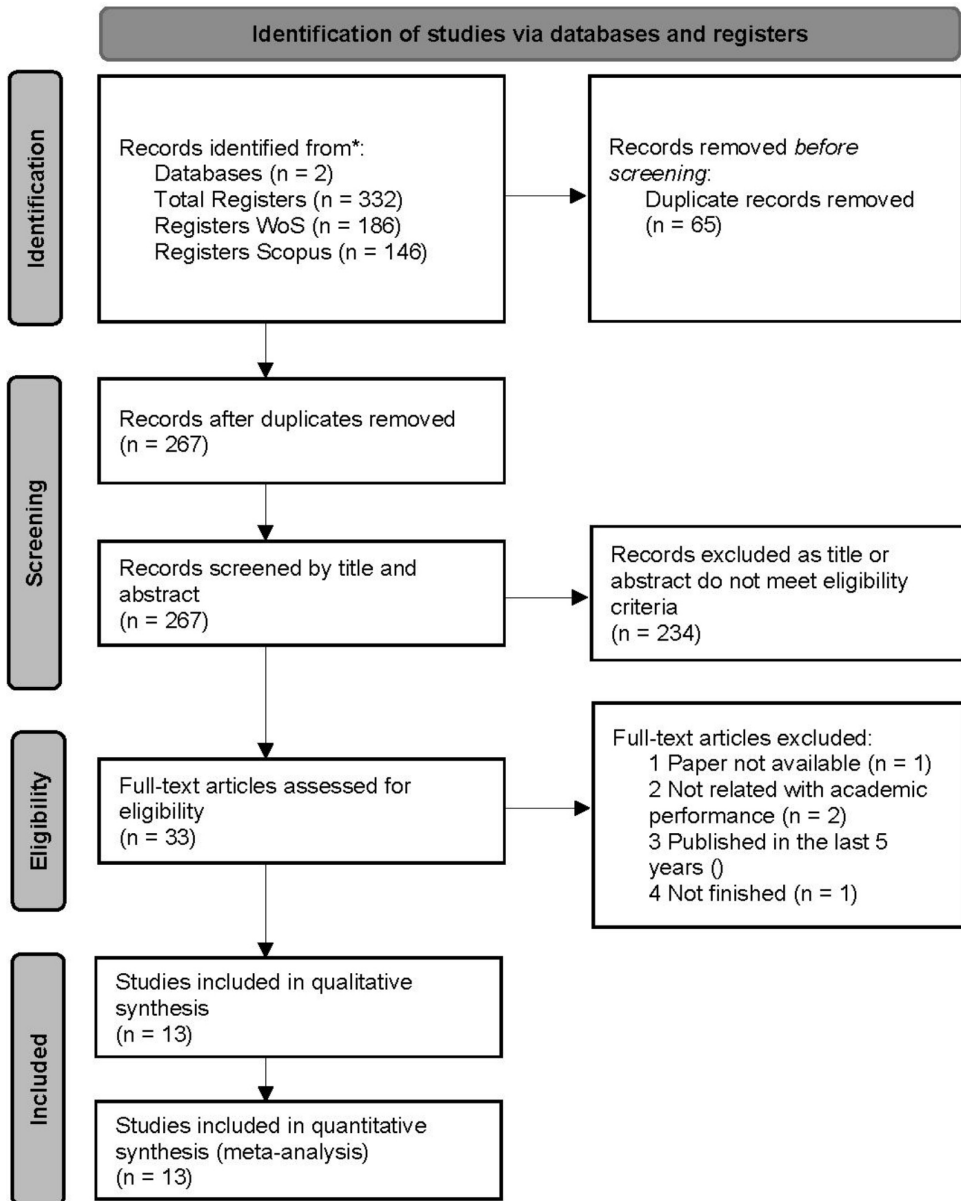 Identification of studies via databases and registers
Identification
Records identified from*:
Databases (n = 2)
Total Registers (n = 332)
Registers WoS (n = 186)
Registers Scopus (n = 146)
Records removed before
screening:
Duplicate records removed
(n = 65)
Screening
Records after duplicates removed
(n = 267)
Records screened by title and
abstract
(n = 267)
Records excluded as title or
abstract do not meet eligibility
criteria
(n = 234)
Eligibility
Full-text articles assessed for
eligibility
(n = 33)
Full-text articles excluded:
1 Paper not available (n = 1)
2 Not related with academic
performance (n = 2)
3 Published in the last 5
years ()
4 Not finished (n = 1)
Included
Studies included in qualitative
synthesis
(n = 13)
Studies included in quantitative
synthesis (meta-analysis)
(n = 13)